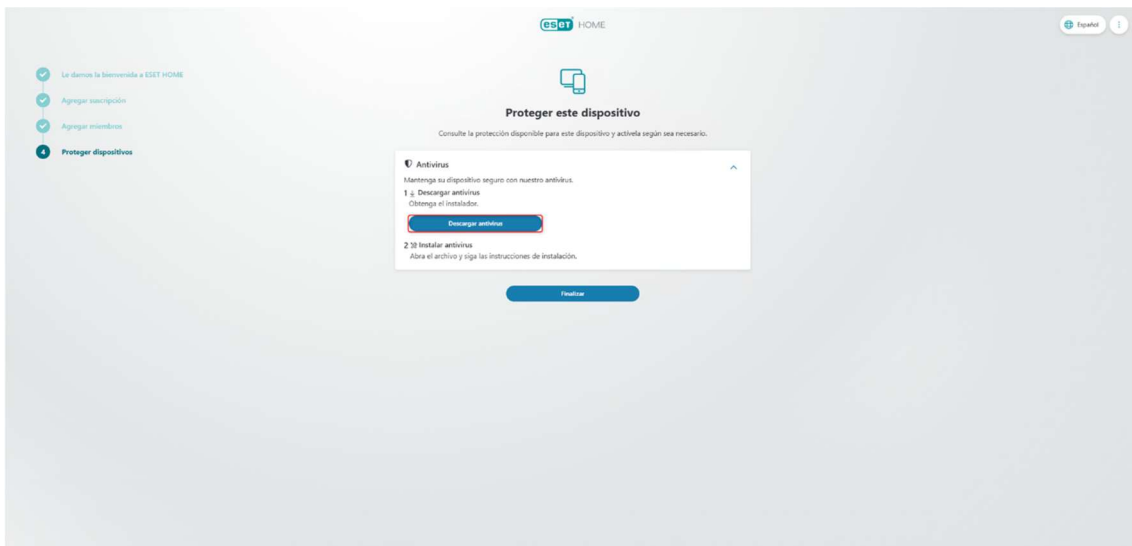 eset HOME
Español
Le damos la bienvenida a ESET HOME
Agregar suscripción
Agregar miembros
4 Proteger dispositivos
Proteger este dispositivo
Consulte la protección disponible para este dispositivo y actívela según sea necesario.
Antivirus
Mantenga su dispositivo seguro con nuestro antivirus.
1 Descargar antivirus
Obtenga el instalador.
Descargar antivirus
2 Instalar antivirus
Abra el archivo y siga las instrucciones de instalación.
Finalizar